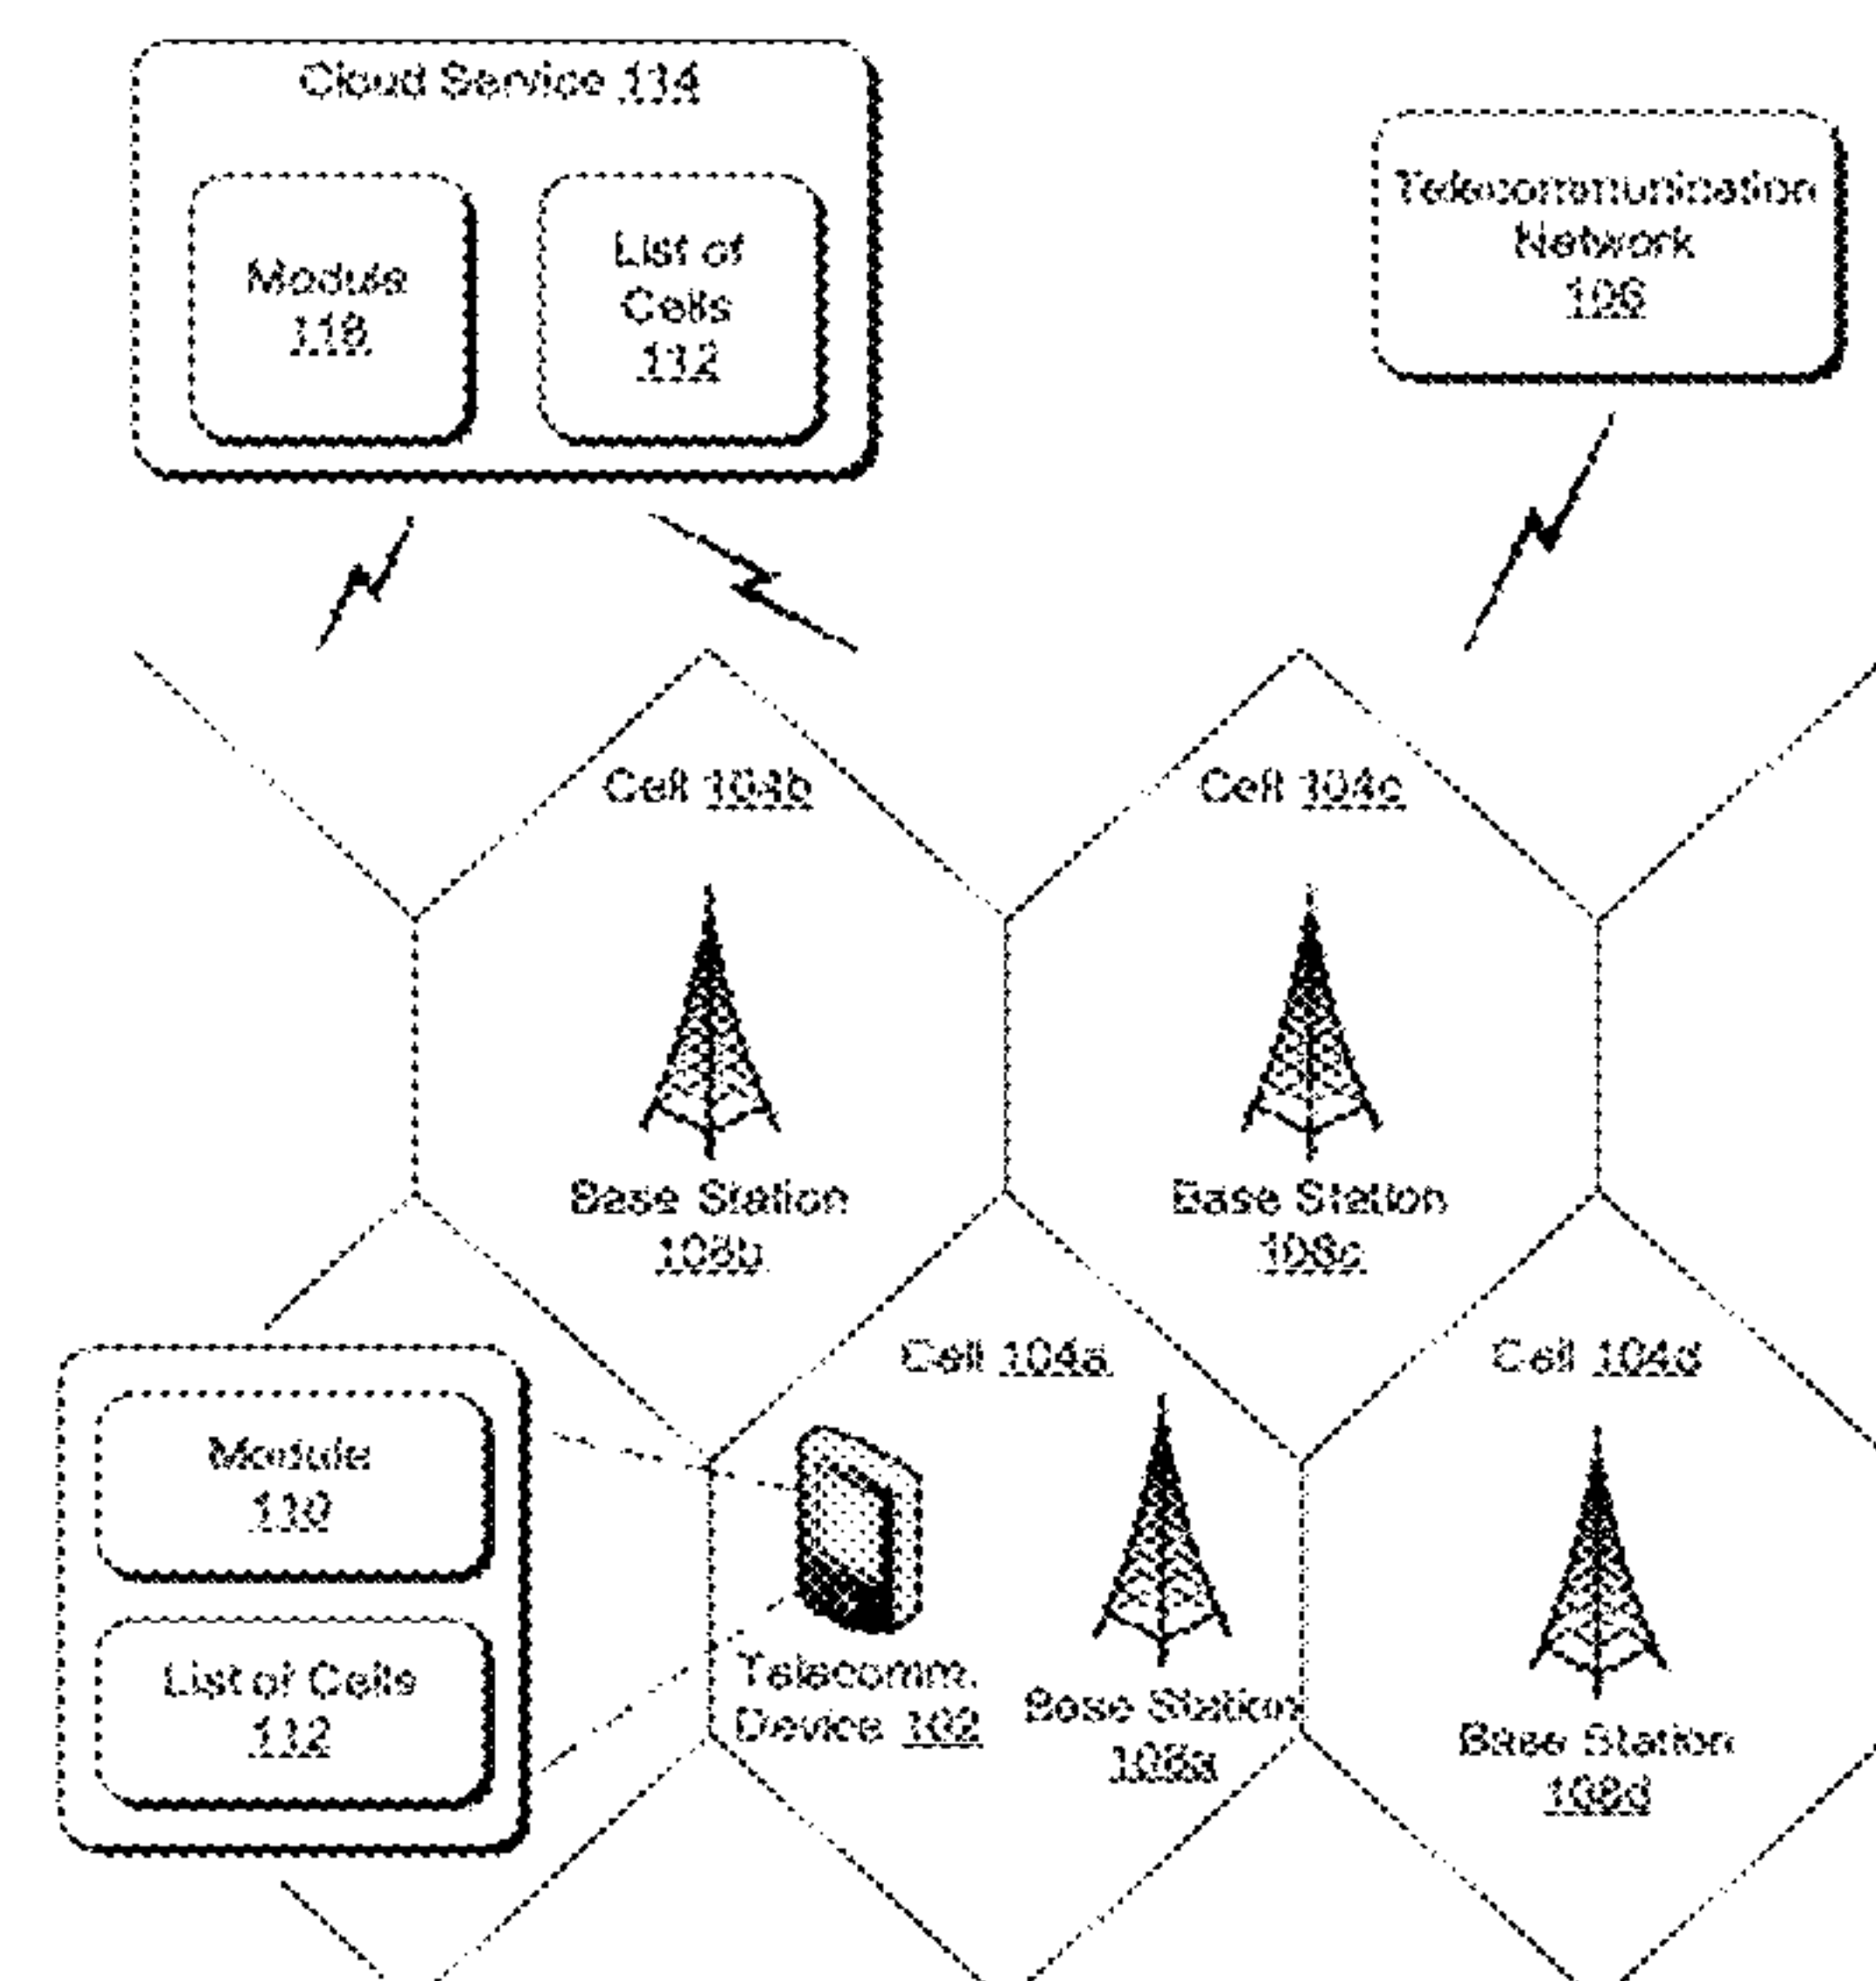 Cloud Service 114
Module
116
List of
Cells
112
Telecommunication
Network
106
Cell 104b
Cell 104c
Base Station
108b
Base Station
108c
Cell 104a
Cell 104d
Module
110
List of Cells
112
Telecomm.
Device 102
Base Station
108a
Base Station
108d